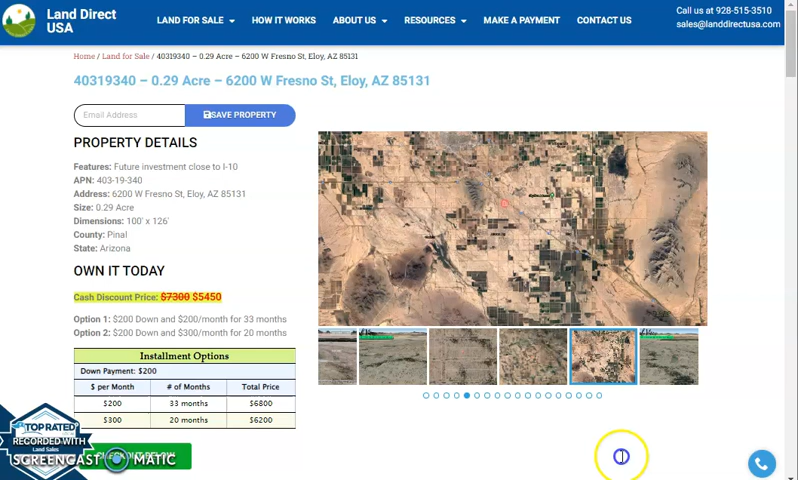 Land Direct
USA
LAND FOR SALE
HOW IT WORKS
ABOUT US
RESOURCES
MAKE A PAYMENT
CONTACT US
Call us at 928-515-3510
sales@landdirectusa.com
Home / Land for Sale / 40319340 – 0.29 Acre – 6200 W Fresno St, Eloy, AZ 85131
40319340 – 0.29 Acre – 6200 W Fresno St, Eloy, AZ 85131
Email Address
SAVE PROPERTY
PROPERTY DETAILS
Features: Future investment close to I-10
APN: 403-19-340
Address: 6200 W Fresno St, Eloy, AZ 85131
Size: 0.29 Acre
Dimensions: 100' x 126'
County: Pinal
State: Arizona
OWN IT TODAY
Cash Discount Price: $7300 $5450
Option 1: $200 Down and $200/month for 33 months
Option 2: $200 Down and $300/month for 20 months
Installment Options
Down Payment: $200
$ per Month # of Months Total Price
$200 33 months $6800
$300 20 months $6200
TOP RATED
Land Sales
RECORDED WITH
SCREENCAST MATIC